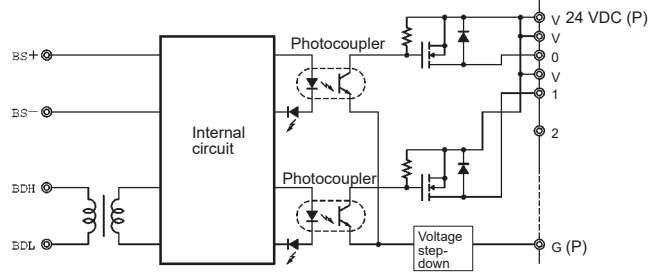 V 24 VDC (P)
V
Photocoupler
BS+
0
V
1
BS−
Internal
circuit
2
Photocoupler
BDH
Voltage
step-
down
BDL
G (P)